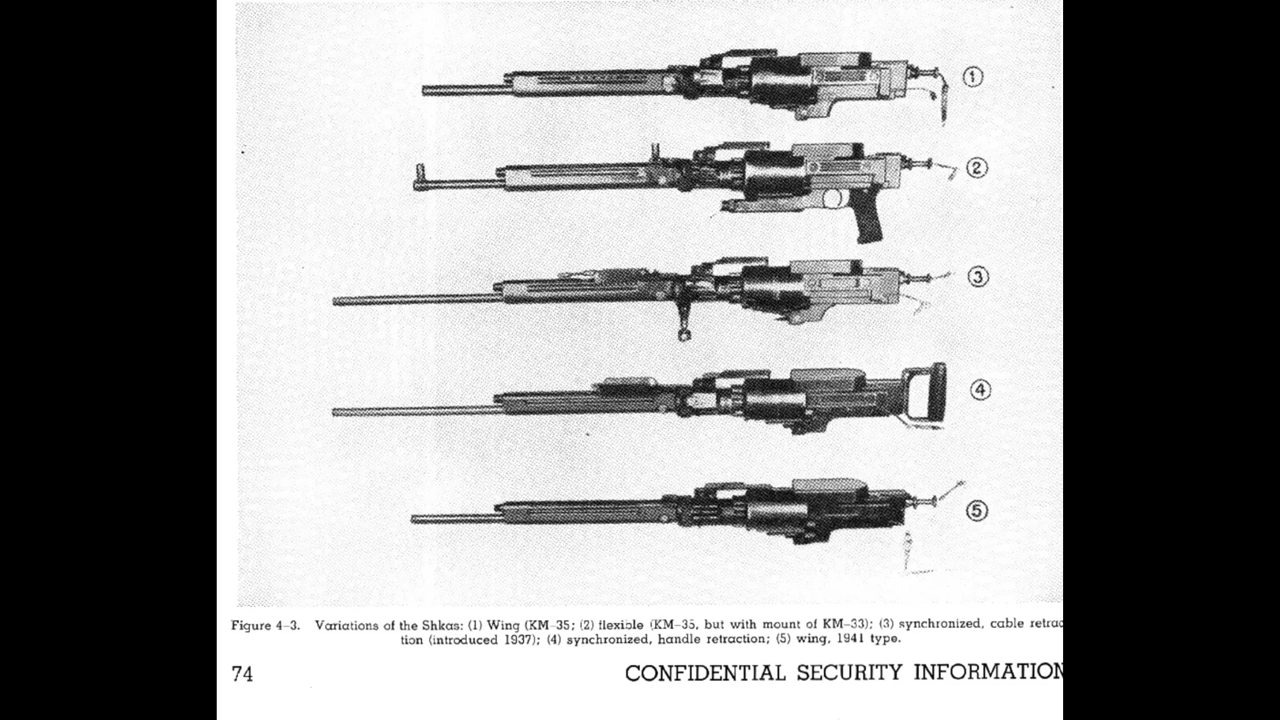 ①
②
③
④
⑤
Figure 4-3. Variations of the Shkas: (1) Wing (KM-35; (2) flexible (KM-35, but with mount of KM-33); (3) synchronized, cable retrac
tion (introduced 1937); (4) synchronized, handle retraction; (5) wing, 1941 type.
74 CONFIDENTIAL SECURITY INFORMATION